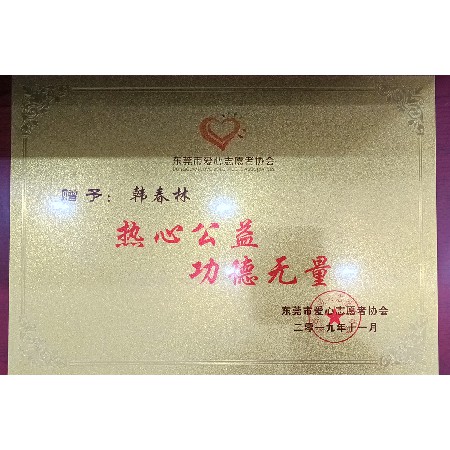 东莞市爱心志愿者协会
赠予：韩春林
热心公益
功德无量
东莞市爱心志愿者协会
二零一九年十一月